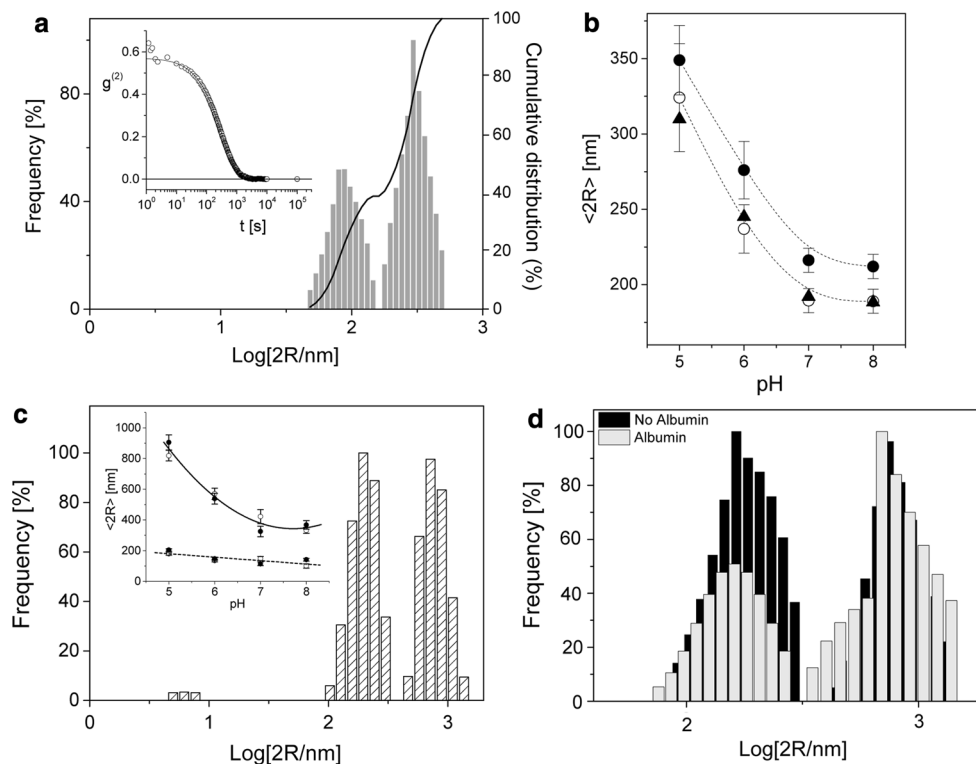 a
Frequency [%]
80
40
0
0
1
2
3
Log[2R/nm]
100
80
60
40
20
0
Cumulative distribution (%)
g(2)
0.6
0.4
0.2
0.0
10^0 10^1 10^2 10^3 10^4 10^5
t [s]
b
<2R> [nm]
350
300
250
200
5
6
7
8
pH
c
Frequency [%]
100
80
60
40
20
0
0
1
2
3
Log[2R/nm]
<2R> [nm]
1000
800
600
400
200
0
5
6
7
8
pH
d
No Albumin
Albumin
Frequency [%]
100
80
60
40
20
0
2
3
Log[2R/nm]